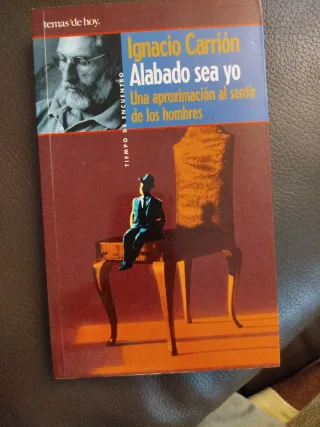 temas de hoy.
Ignacio Carrión
Alabado sea yo
Una aproximación al sentir
de los hombres
TIEMPO DE ENCUENTRO